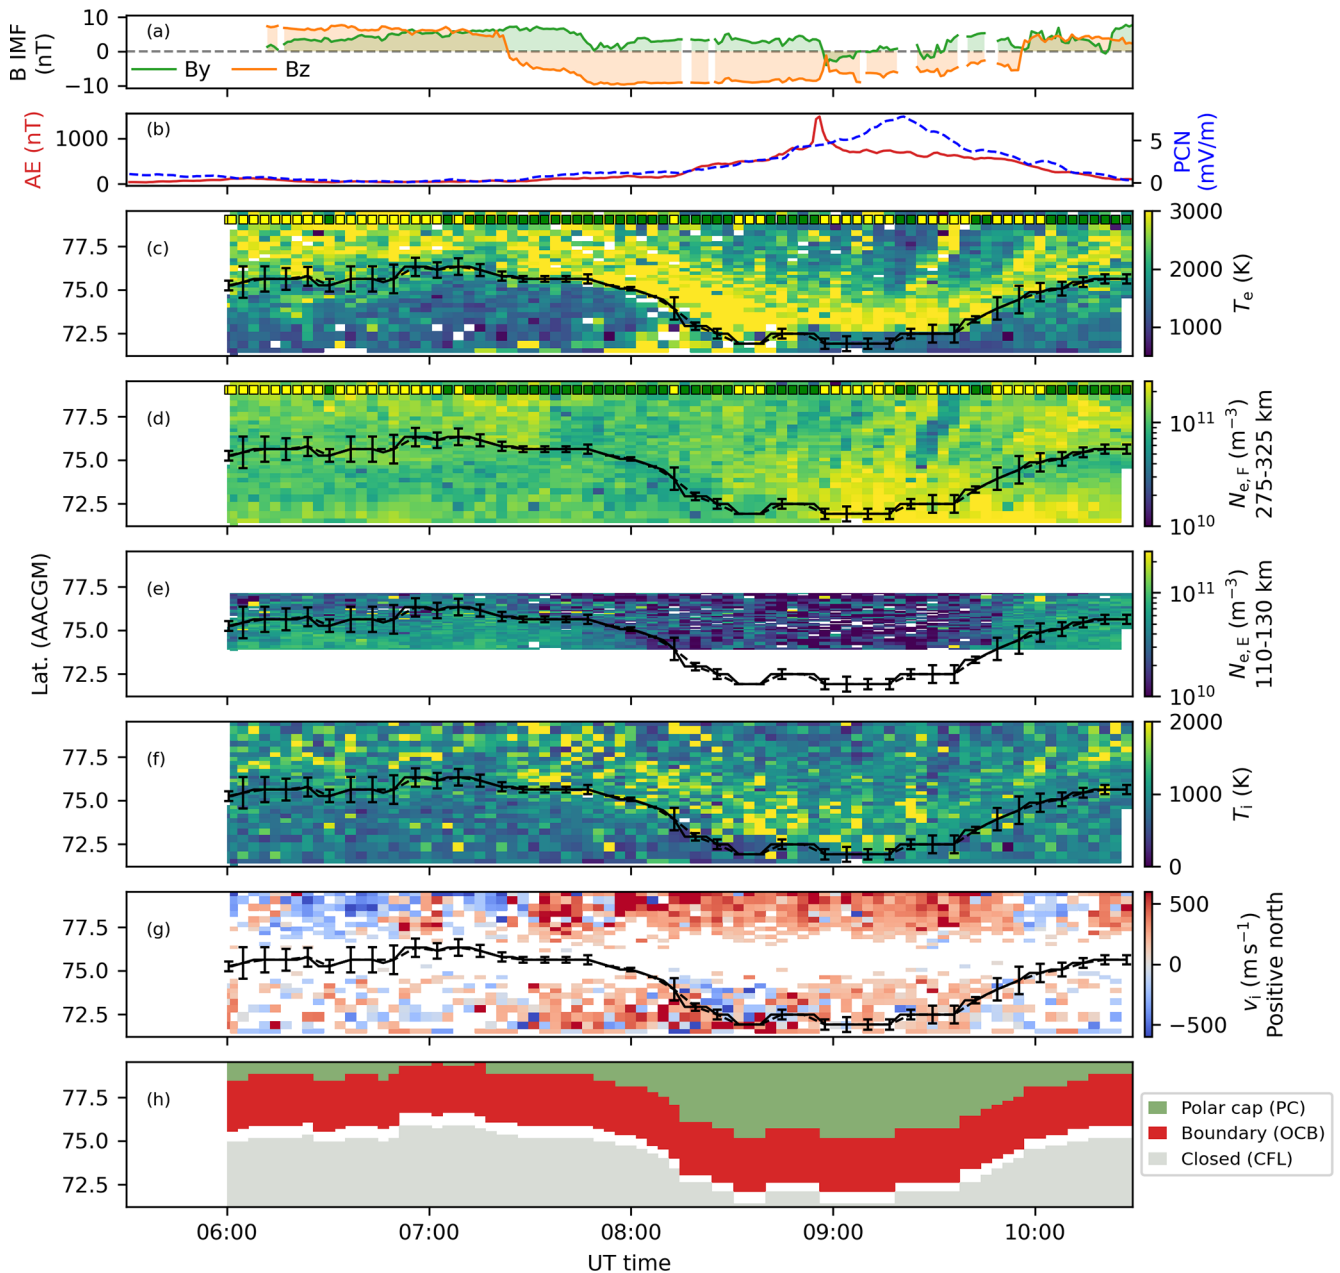 B IMF
(nT)
10
0
−10
(a)
By
Bz
AE (nT)
1000
0
(b)
5
0
PCN
(mV/m)
77.5
75.0
72.5
(c)
3000
2000
1000
Te (K)
77.5
75.0
72.5
(d)
10^11
10^10
Ne,F (m−3)
275-325 km
Lat. (AACGM)
77.5
75.0
72.5
(e)
10^11
10^10
Ne,E (m−3)
110-130 km
77.5
75.0
72.5
(f)
2000
1000
0
Ti (K)
77.5
75.0
72.5
(g)
500
0
−500
vi (m s−1)
Positive north
77.5
75.0
72.5
(h)
Polar cap (PC)
Boundary (OCB)
Closed (CFL)
06:00
07:00
08:00
09:00
10:00
UT time